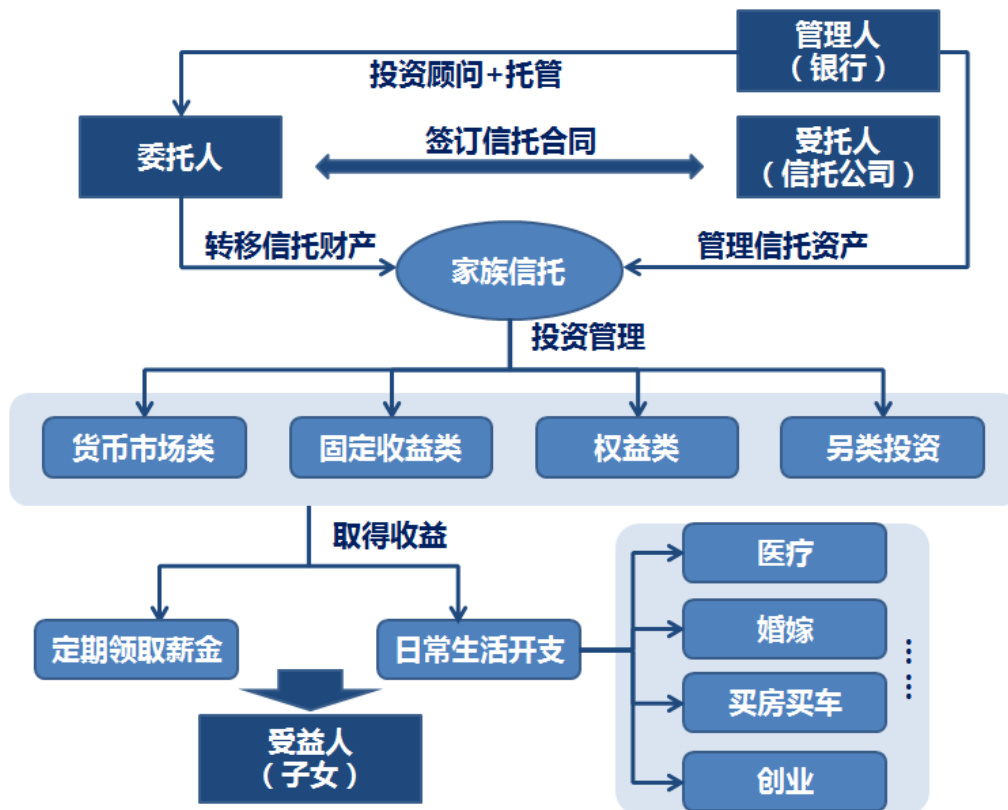 管理人
（银行）
投资顾问+托管
委托人
签订信托合同
受托人
（信托公司）
转移信托财产
家族信托
管理信托资产
投资管理
货币市场类
固定收益类
权益类
另类投资
取得收益
定期领取薪金
日常生活开支
医疗
婚嫁
买房买车
创业
……
受益人
（子女）